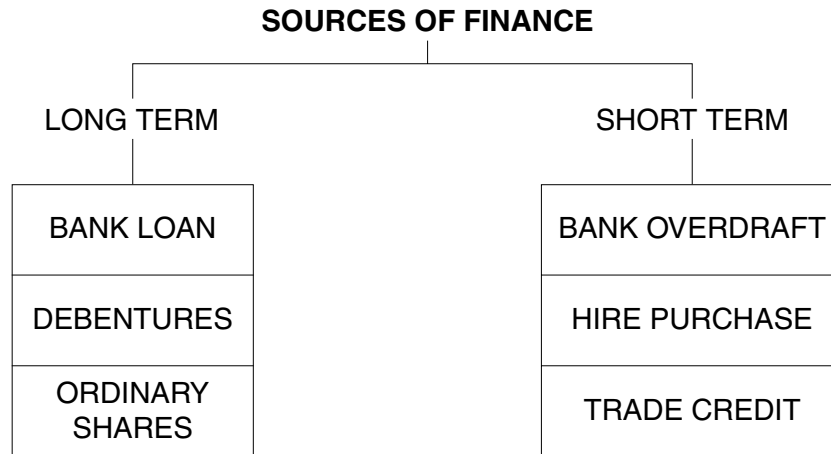 SOURCES OF FINANCE
LONG TERM
SHORT TERM
BANK LOAN
BANK OVERDRAFT
DEBENTURES
HIRE PURCHASE
ORDINARY
SHARES
TRADE CREDIT